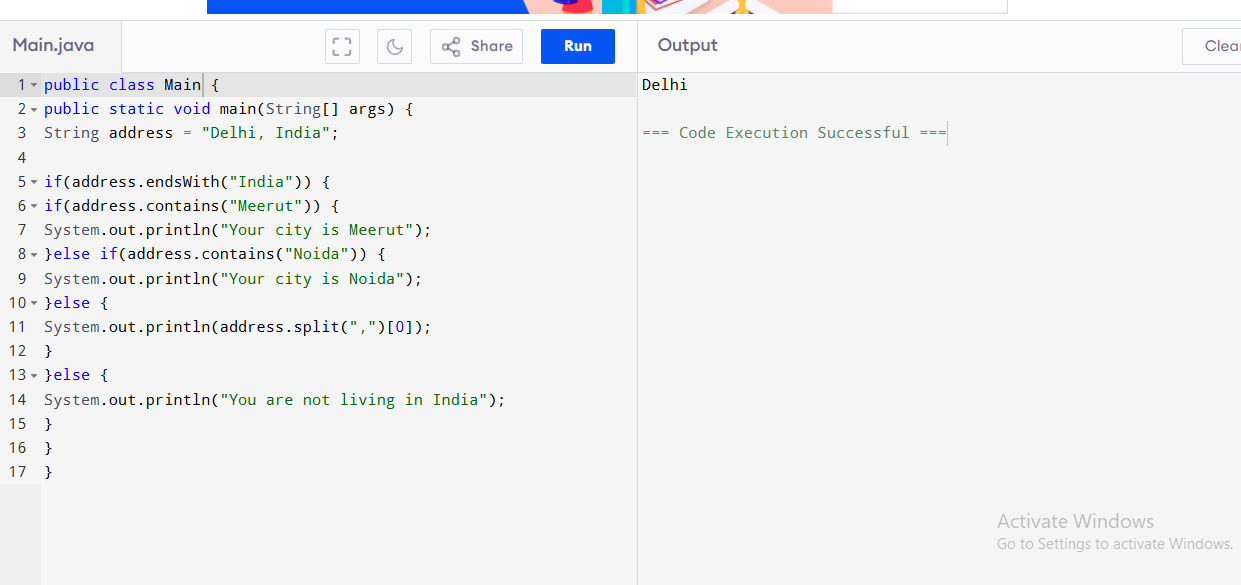 Main.java
Share
Run
Output
Clear
1 public class Main {
2 public static void main(String[] args) {
3 String address = "Delhi, India";
4
5 if(address.endsWith("India")) {
6 if(address.contains("Meerut")) {
7 System.out.println("Your city is Meerut");
8 }else if(address.contains("Noida")) {
9 System.out.println("Your city is Noida");
10 }else {
11 System.out.println(address.split(",")[0]);
12 }
13 }else {
14 System.out.println("You are not living in India");
15 }
16 }
17 }
Delhi
=== Code Execution Successful ===
Activate Windows
Go to Settings to activate Windows.